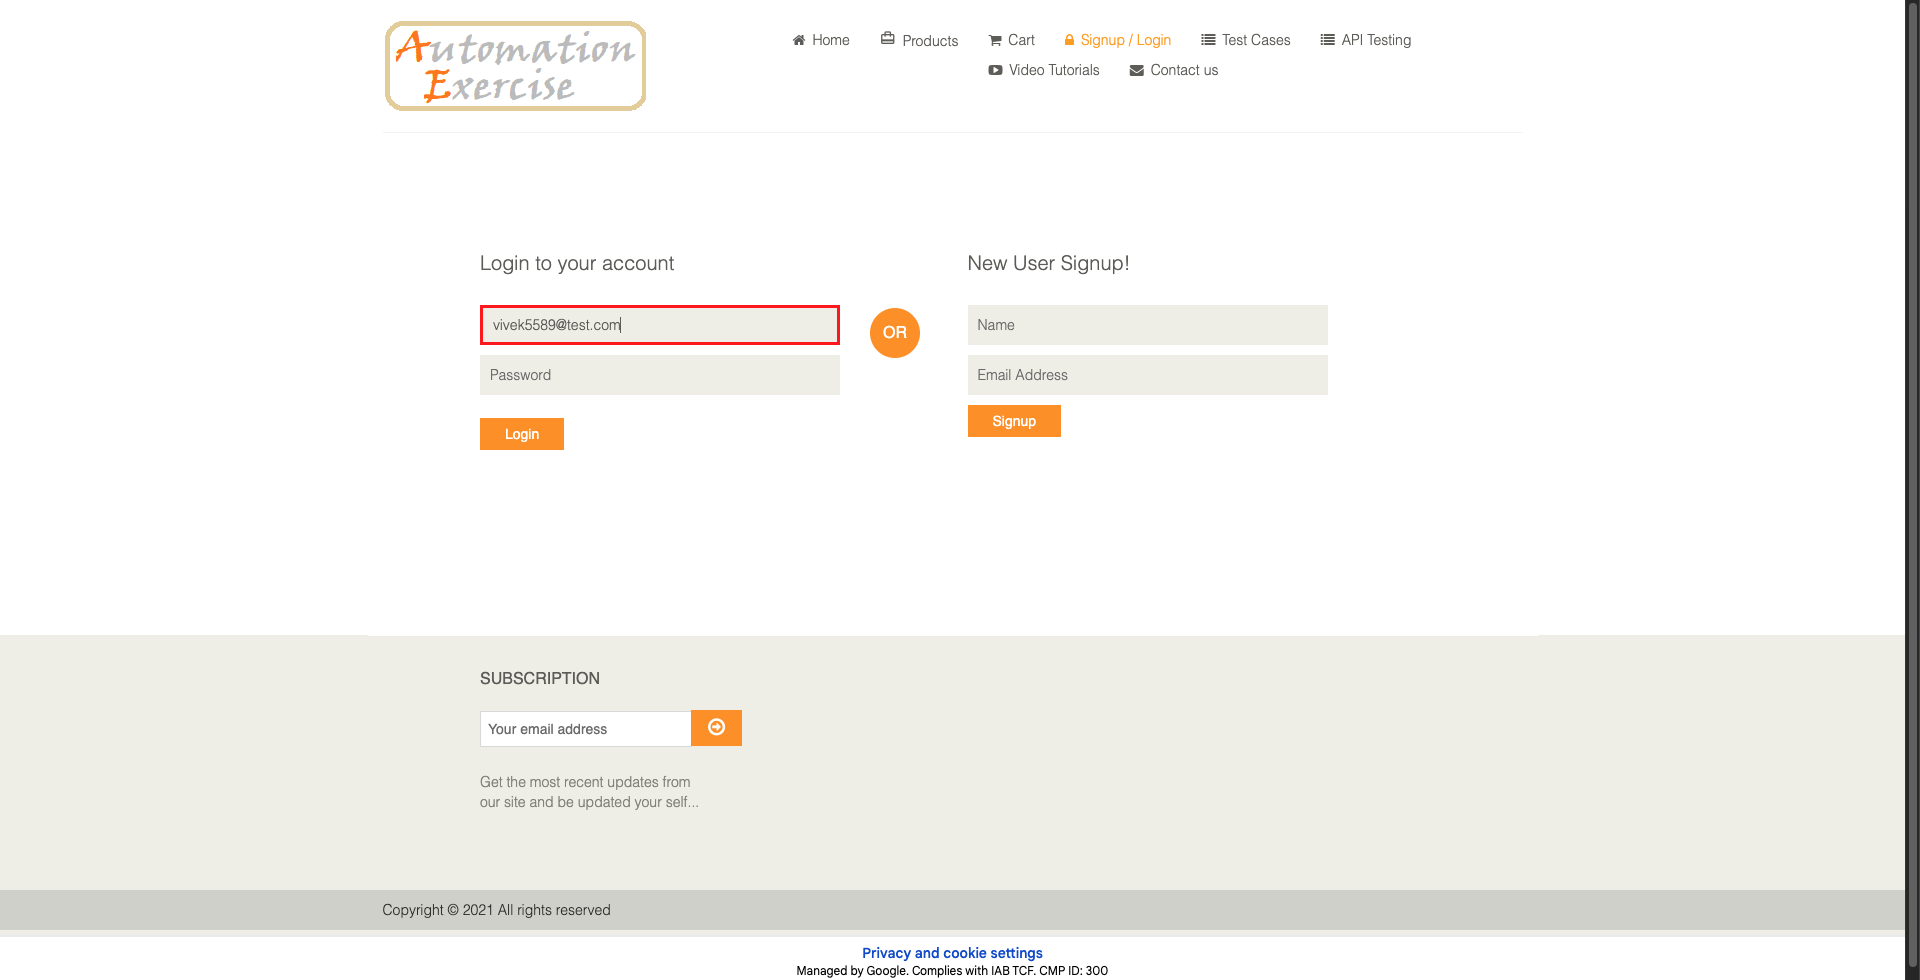 Automation
Exercise
Home
Products
Cart
Signup / Login
Test Cases
API Testing
Video Tutorials
Contact us
Login to your account
vivek5589@test.com
Password
Login
OR
New User Signup!
Name
Email Address
Signup
SUBSCRIPTION
Your email address
Get the most recent updates from
our site and be updated your self...
Copyright © 2021 All rights reserved
Privacy and cookie settings
Managed by Google. Complies with IAB TCF. CMP ID: 300